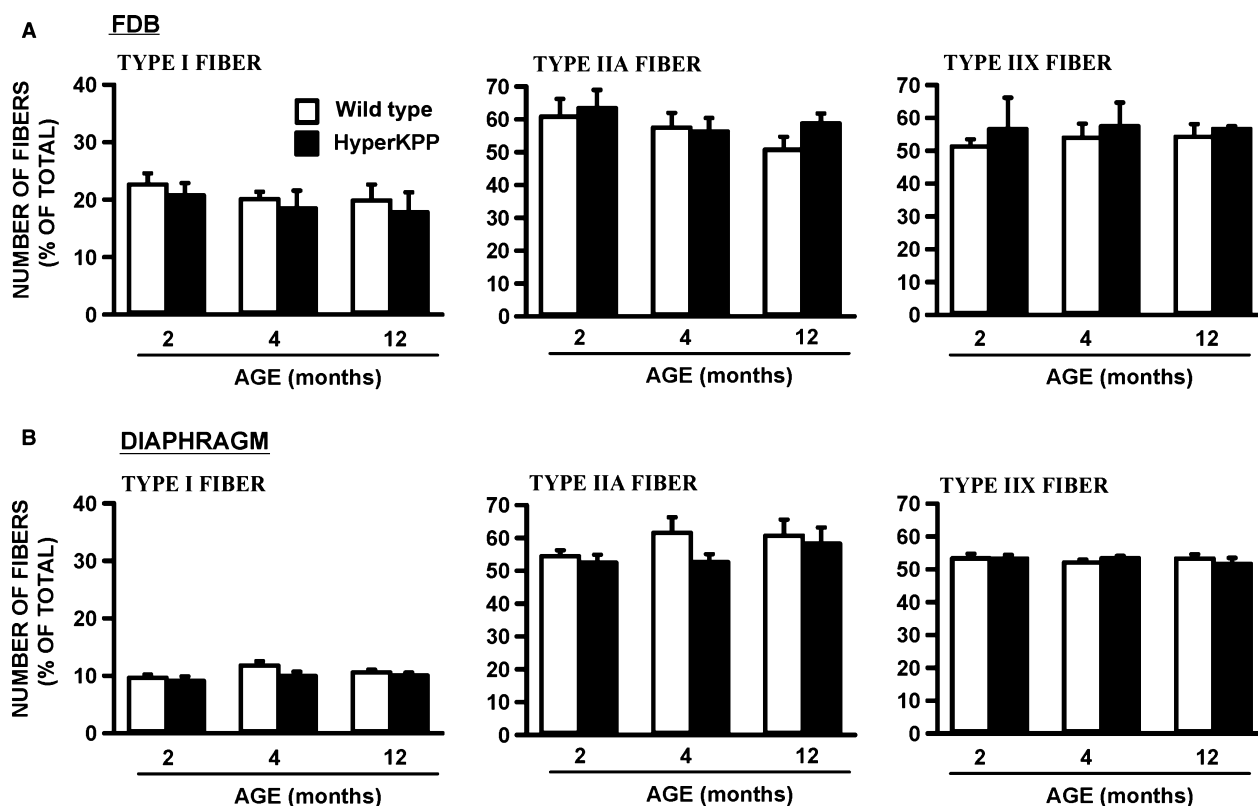 A
FDB
TYPE I FIBER
TYPE IIA FIBER
TYPE IIX FIBER
NUMBER OF FIBERS
(% OF TOTAL)
40
30
20
10
0
Wild type
HyperKPP
2 4 12
AGE (months)
70
60
50
40
30
20
10
0
2 4 12
AGE (months)
70
60
50
40
30
20
10
0
2 4 12
AGE (months)
B
DIAPHRAGM
TYPE I FIBER
TYPE IIA FIBER
TYPE IIX FIBER
NUMBER OF FIBERS
(% OF TOTAL)
40
30
20
10
0
2 4 12
AGE (months)
70
60
50
40
30
20
10
0
2 4 12
AGE (months)
70
60
50
40
30
20
10
0
2 4 12
AGE (months)